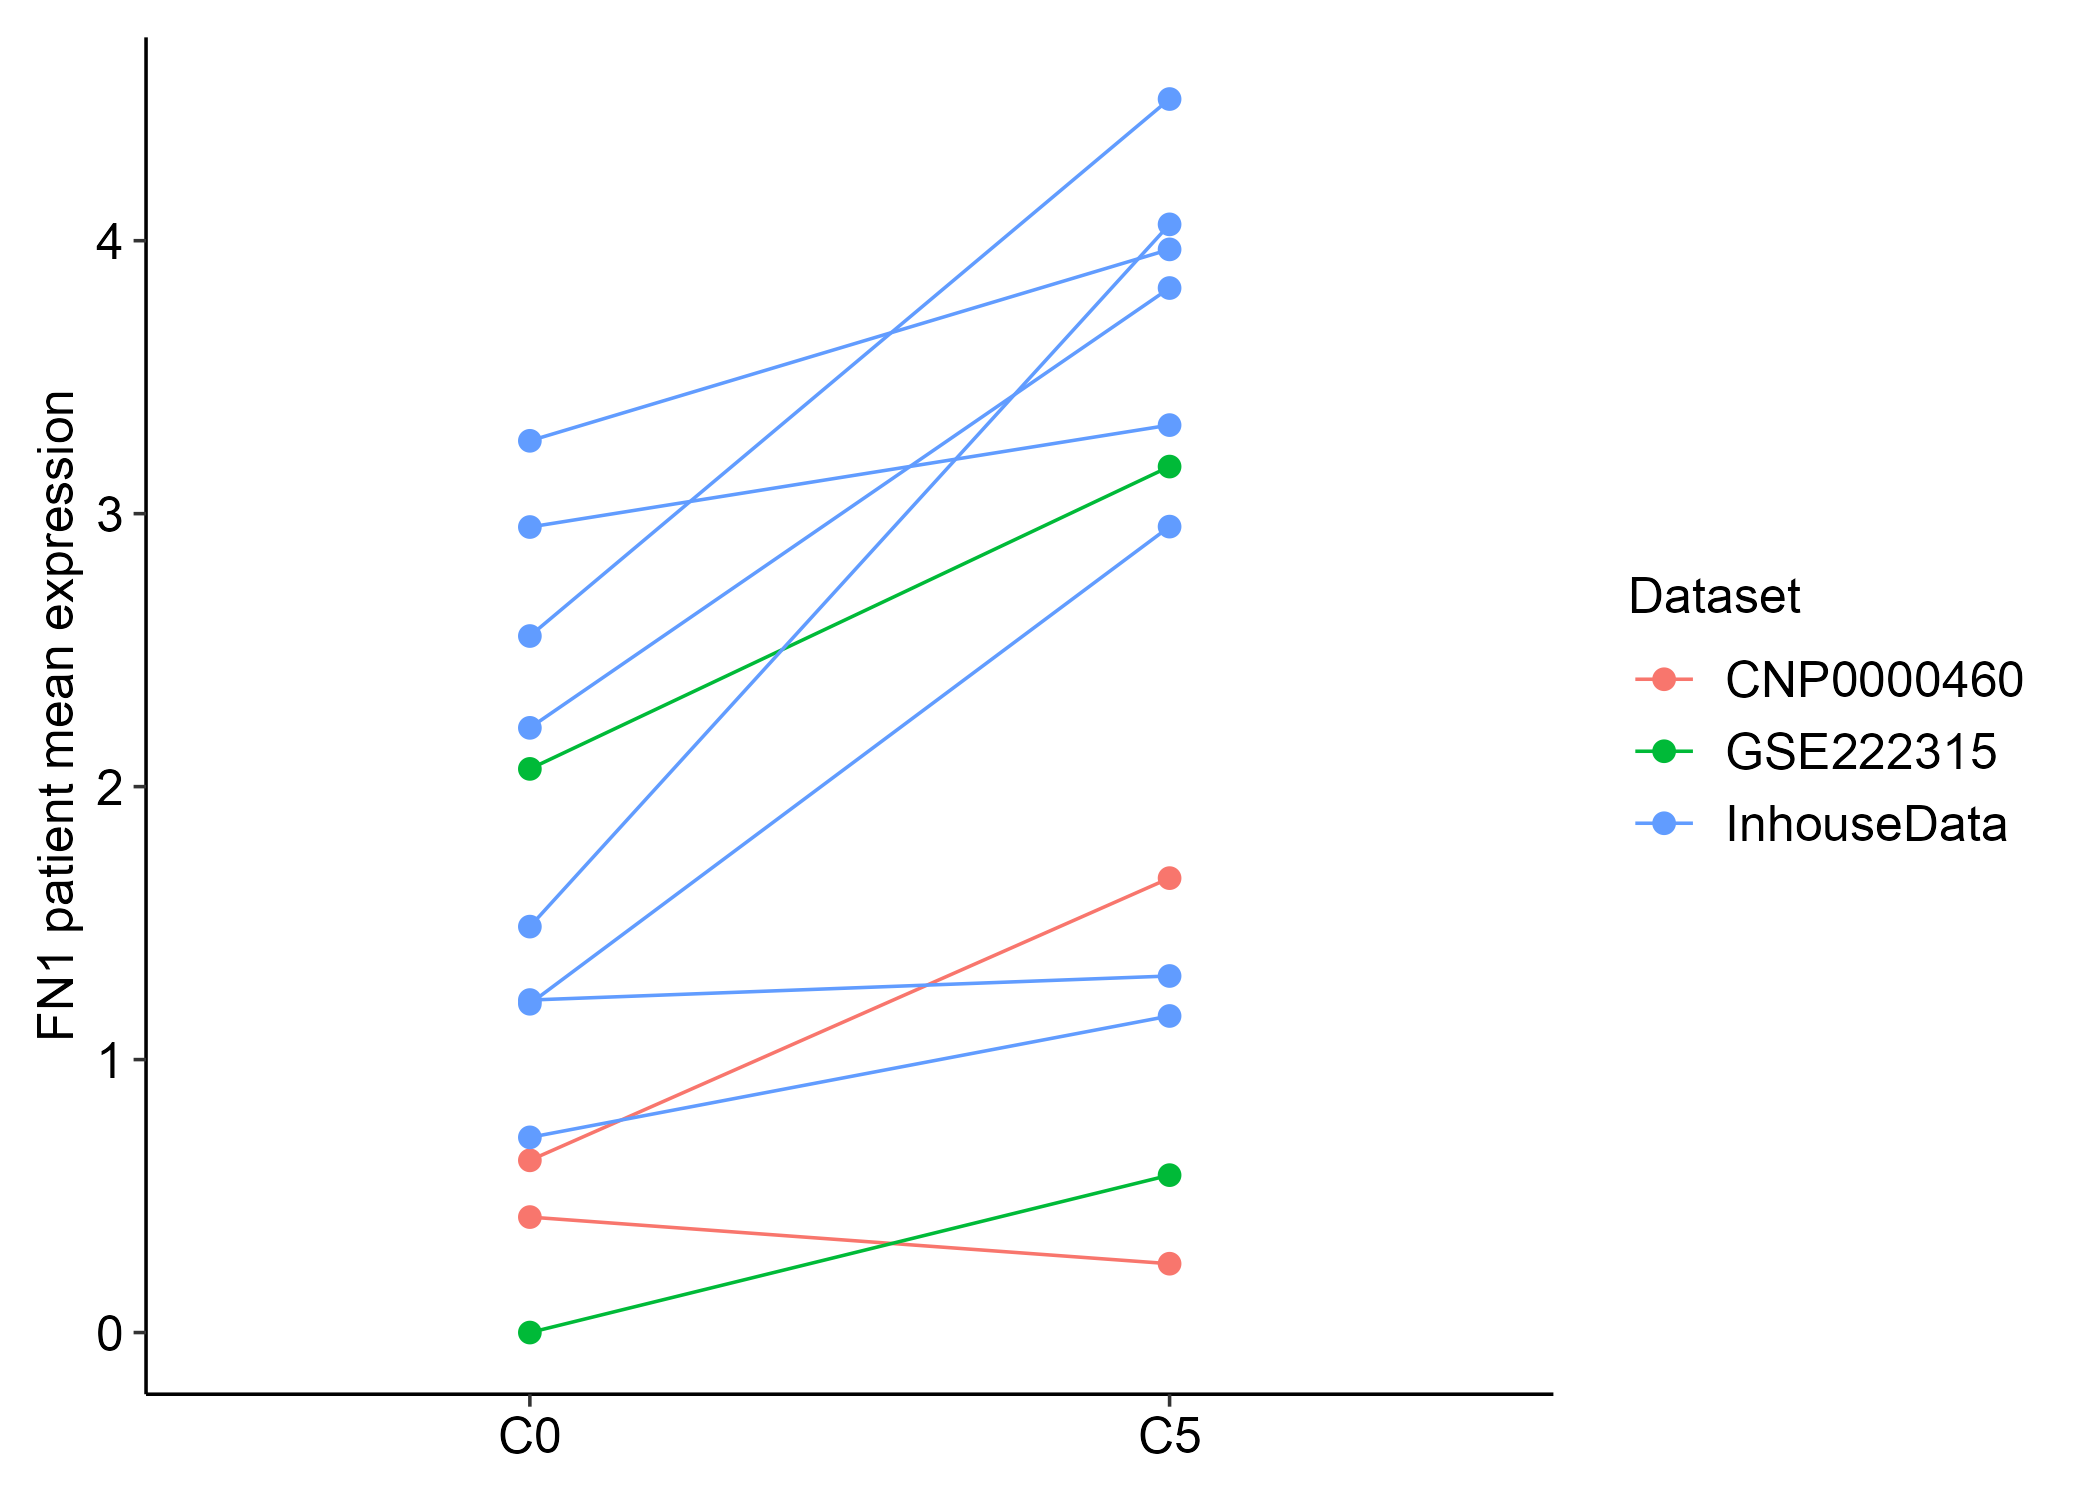 FN1 patient mean expression
4
3
2
1
0
C0
C5
Dataset
CNP0000460
GSE222315
InhouseData